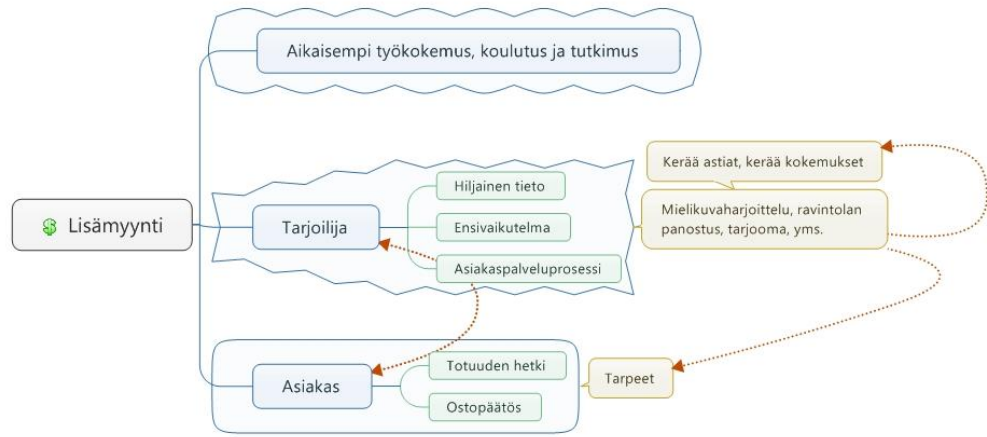 Aikaisempi työkokemus, koulutus ja tutkimus
Lisämyynti
Tarjoilija
Hiljainen tieto
Ensivaikutelma
Asiakaspalveluprosessi
Kerää astiat, kerää kokemukset
Mielikuvaharjoittelu, ravintolan
panostus, tarjooma, yms.
Asiakas
Totuuden hetki
Ostopäätös
Tarpeet